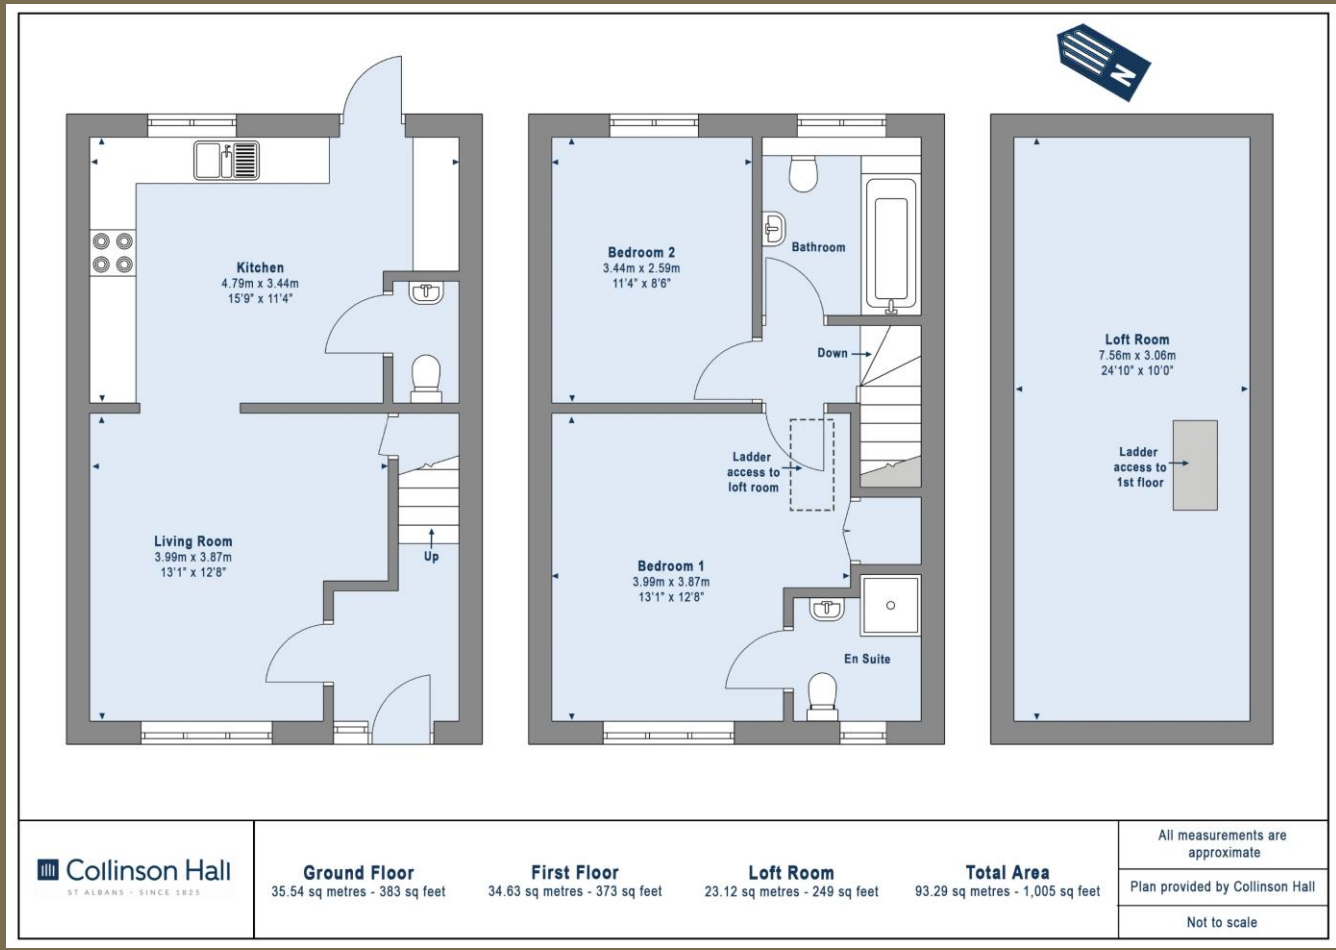 N
Kitchen
4.79m x 3.44m
15'9" x 11'4"
Living Room
3.99m x 3.87m
13'1" x 12'8"
Up
Bedroom 2
3.44m x 2.59m
11'4" x 8'6"
Bathroom
Down
Ladder
access to
loft room
Bedroom 1
3.99m x 3.87m
13'1" x 12'8"
En Suite
Loft Room
7.56m x 3.06m
24'10" x 10'0"
Ladder
access to
1st floor
Collinson Hall
ST ALBANS - SINCE 1825
Ground Floor
35.54 sq metres - 383 sq feet
First Floor
34.63 sq metres - 373 sq feet
Loft Room
23.12 sq metres - 249 sq feet
Total Area
93.29 sq metres - 1,005 sq feet
All measurements are
approximate
Plan provided by Collinson Hall
Not to scale